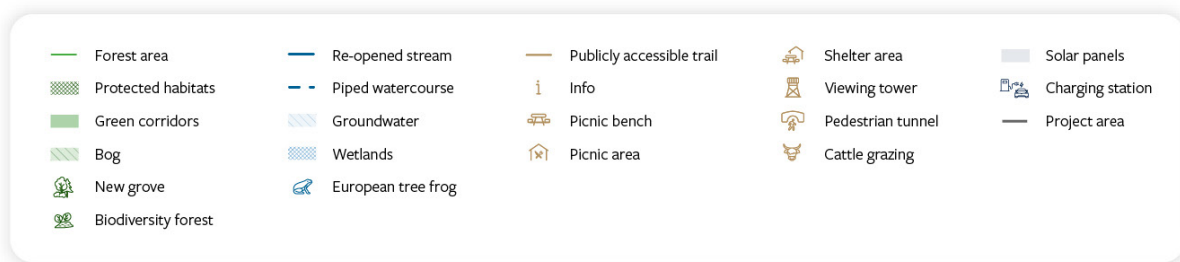 Forest area
Protected habitats
Green corridors
Bog
New grove
Biodiversity forest
Re-opened stream
Piped watercourse
Groundwater
Wetlands
European tree frog
Publicly accessible trail
Info
Picnic bench
Picnic area
Shelter area
Viewing tower
Pedestrian tunnel
Cattle grazing
Solar panels
Charging station
Project area